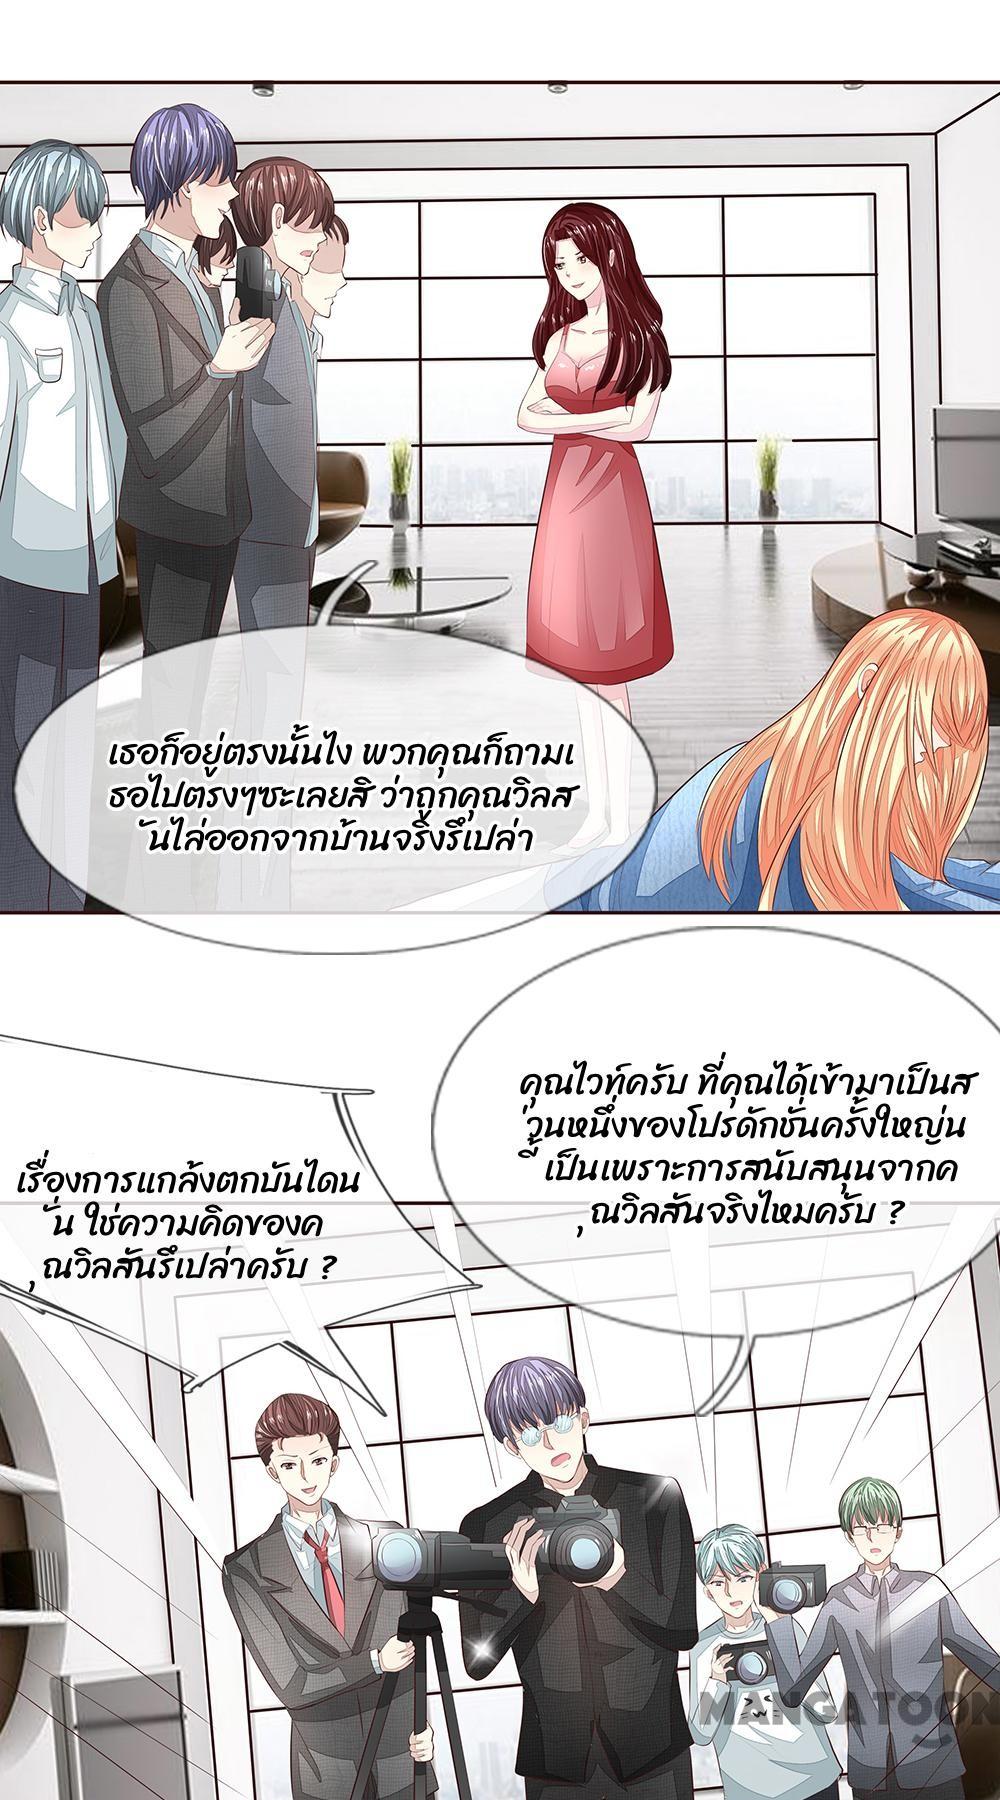 เธอก็อยู่ตรงนั้นไง พวกคุณก็ถามเ
ธอไปตรงๆซะเลยสิ ว่าถูกคุณวิลส
ันไล่ออกจากบ้านจริงรึเปล่า
คุณไวท์ครับ ที่คุณได้เข้ามาเป็นส
่วนหนึ่งของโปรดักชั่นครั้งใหญ่น
ี้ เป็นเพราะการสนับสนุนจากค
ุณวิลสันจริงไหมครับ ?
เรื่องการแกล้งตกบันไดน
ั่น ใช่ความคิดของค
ุณวิลสันรึเปล่าครับ ?
MANGATOON